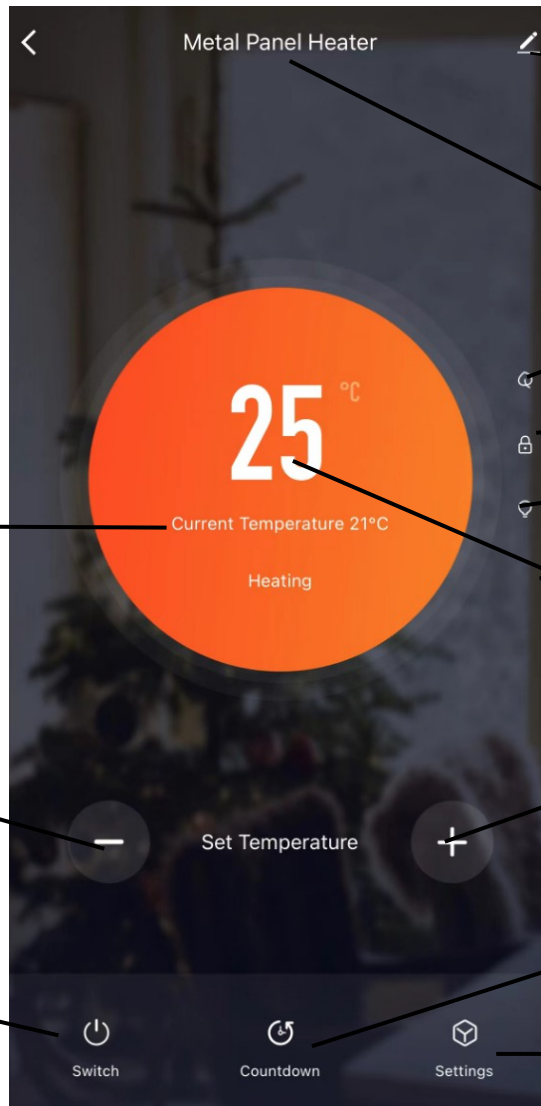 Metal Panel Heater
25 °C
Current Temperature 21°C
Heating
Set Temperature
Switch Countdown Settings